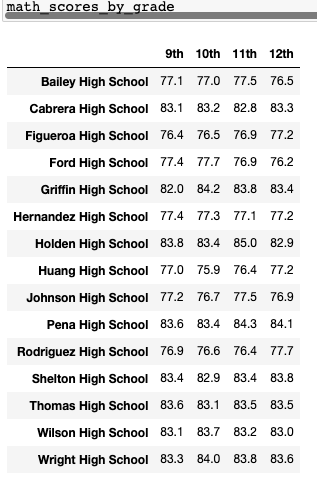 math_scores_by_grade
9th 10th 11th 12th
Bailey High School 77.1 77.0 77.5 76.5
Cabrera High School 83.1 83.2 82.8 83.3
Figueroa High School 76.4 76.5 76.9 77.2
Ford High School 77.4 77.7 76.9 76.2
Griffin High School 82.0 84.2 83.8 83.4
Hernandez High School 77.4 77.3 77.1 77.2
Holden High School 83.8 83.4 85.0 82.9
Huang High School 77.0 75.9 76.4 77.2
Johnson High School 77.2 76.7 77.5 76.9
Pena High School 83.6 83.4 84.3 84.1
Rodriguez High School 76.9 76.6 76.4 77.7
Shelton High School 83.4 82.9 83.4 83.8
Thomas High School 83.6 83.1 83.5 83.5
Wilson High School 83.1 83.7 83.2 83.0
Wright High School 83.3 84.0 83.8 83.6